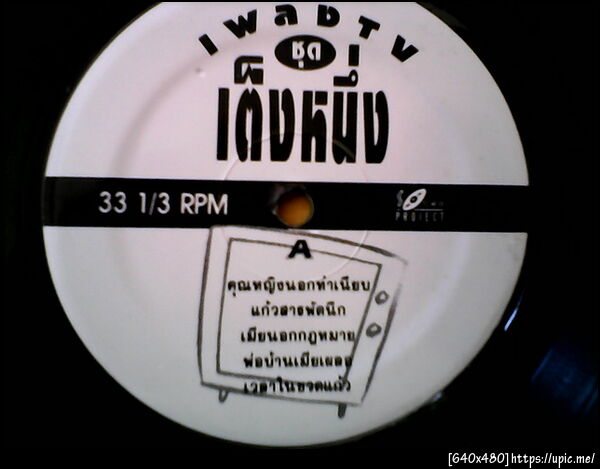 เพลงTV
ชุด
เต็งหนึ่ง
33 1/3 RPM
PROJECT
A
คุณหญิงนอกทำเนียบ
แก้วสารพัดนึก
เมียนอกกฎหมาย
พ่อบ้านเมียเผลอ
เวลาในขวดแก้ว
[640x480]https://upic.me/